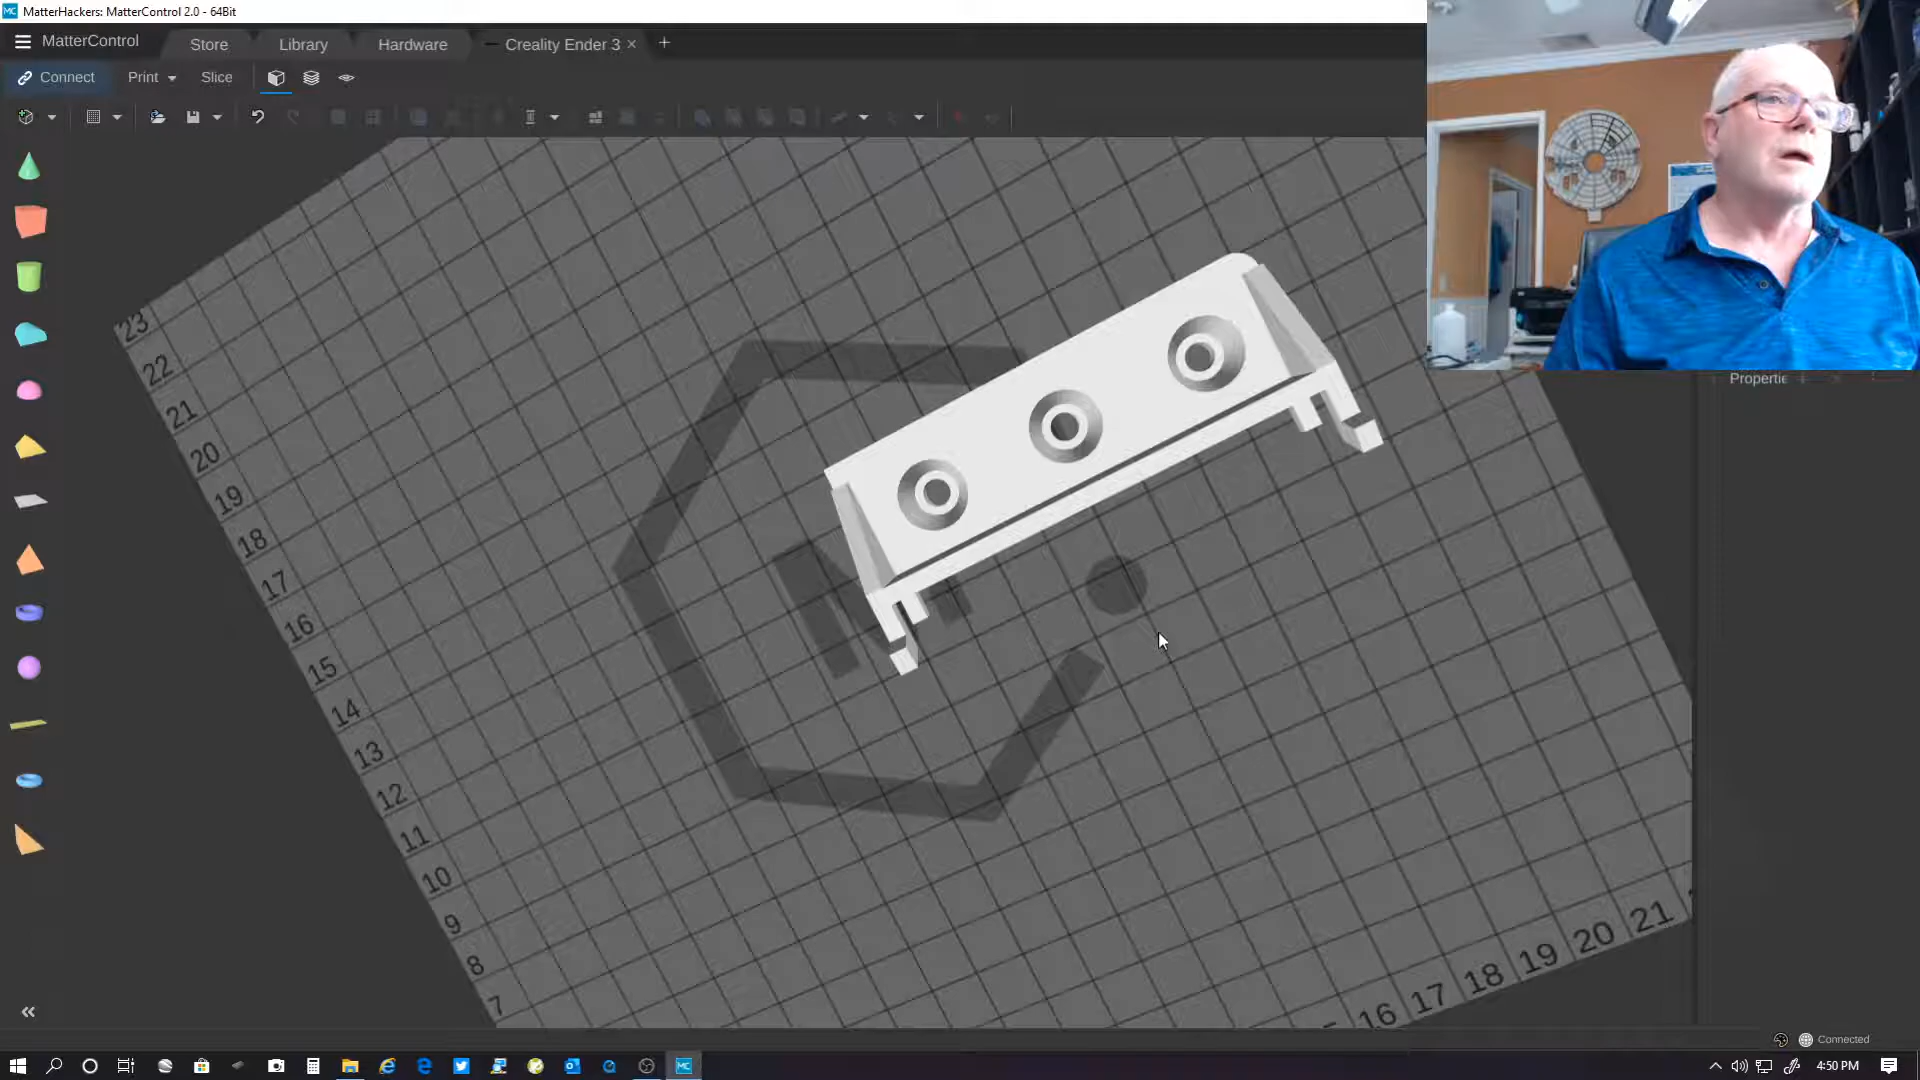 MatterHackers: MatterControl 2.0 - 64Bit
MatterControl
Store
Library
Hardware
Creality Ender 3
Connect
Print
Slice
Propertie
23
22
21
20
19
18
17
16
15
14
13
12
11
10
9
8
7
16
17
18
19
20
21
Connected
MC
4:50 PM